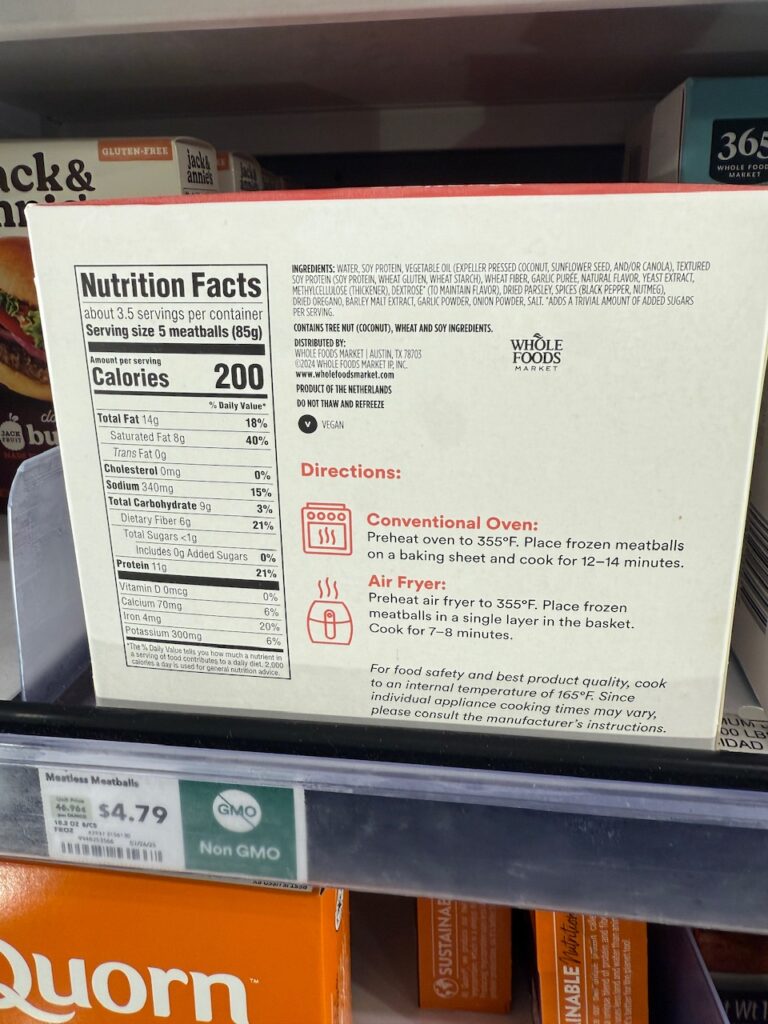 GLUTEN-FREE
jack&
annie's
ack&
365
WHOLE FOOD
MARKET
Nutrition Facts
about 3.5 servings per container
Serving size 5 meatballs (85g)
Amount per serving
Calories 200
% Daily Value*
Total Fat 14g 18%
Saturated Fat 8g 40%
Trans Fat 0g
Cholesterol 0mg 0%
Sodium 340mg 15%
Total Carbohydrate 9g 3%
Dietary Fiber 6g 21%
Total Sugars <1g
Includes 0g Added Sugars 0%
Protein 11g 21%
Vitamin D 0mcg 0%
Calcium 70mg 6%
Iron 4mg 20%
Potassium 300mg 6%
*The % Daily Value tells you how much a nutrient in
a serving of food contributes to a daily diet. 2,000
calories a day is used for general nutrition advice.
INGREDIENTS: WATER, SOY PROTEIN, VEGETABLE OIL (EXPELLER PRESSED COCONUT, SUNFLOWER SEED, AND/OR CANOLA), TEXTURED
SOY PROTEIN (SOY PROTEIN, WHEAT GLUTEN, WHEAT STARCH), WHEAT FIBER, GARLIC PURÉE, NATURAL FLAVOR, YEAST EXTRACT,
METHYLCELLULOSE (THICKENER), DEXTROSE* (TO MAINTAIN FLAVOR), DRIED PARSLEY, SPICES (BLACK PEPPER, NUTMEG),
DRIED OREGANO, BARLEY MALT EXTRACT, GARLIC POWDER, ONION POWDER, SALT. *ADDS A TRIVIAL AMOUNT OF ADDED SUGARS
PER SERVING.
CONTAINS TREE NUT (COCONUT), WHEAT AND SOY INGREDIENTS.
DISTRIBUTED BY:
WHOLE FOODS MARKET | AUSTIN, TX 78703
©2024 WHOLE FOODS MARKET IP, INC.
www.wholefoodsmarket.com
PRODUCT OF THE NETHERLANDS
DO NOT THAW AND REFREEZE
V VEGAN
WHOLE
FOODS
MARKET
Directions:
Conventional Oven:
Preheat oven to 355°F. Place frozen meatballs
on a baking sheet and cook for 12–14 minutes.
Air Fryer:
Preheat air fryer to 355°F. Place frozen
meatballs in a single layer in the basket.
Cook for 7–8 minutes.
For food safety and best product quality, cook
to an internal temperature of 165°F. Since
individual appliance cooking times may vary,
please consult the manufacturer's instructions.
JACK
FRUIT
bu
Meatless Meatballs
Unit Price
$4.79
GMO
Non GMO
Quorn™
SUSTAINAB
INABLE Nutritio